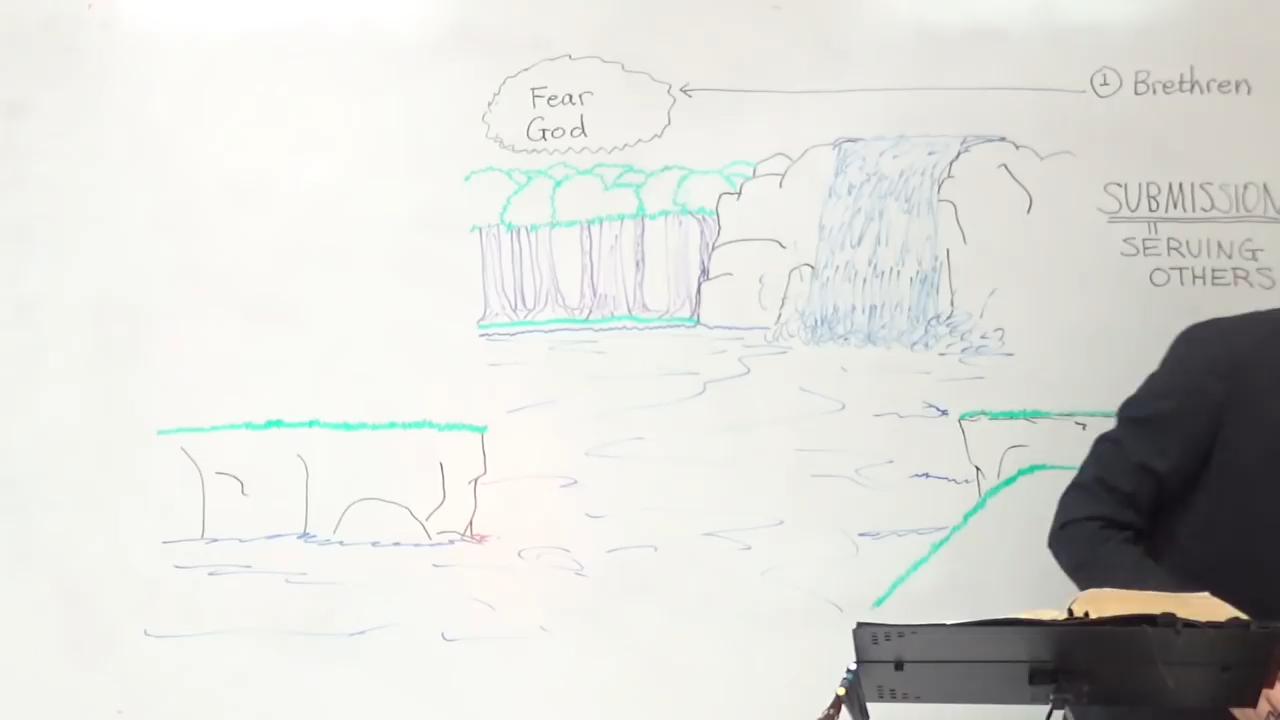 Fear
God
① Brethren
SUBMISSION
=
SERVING
OTHERS